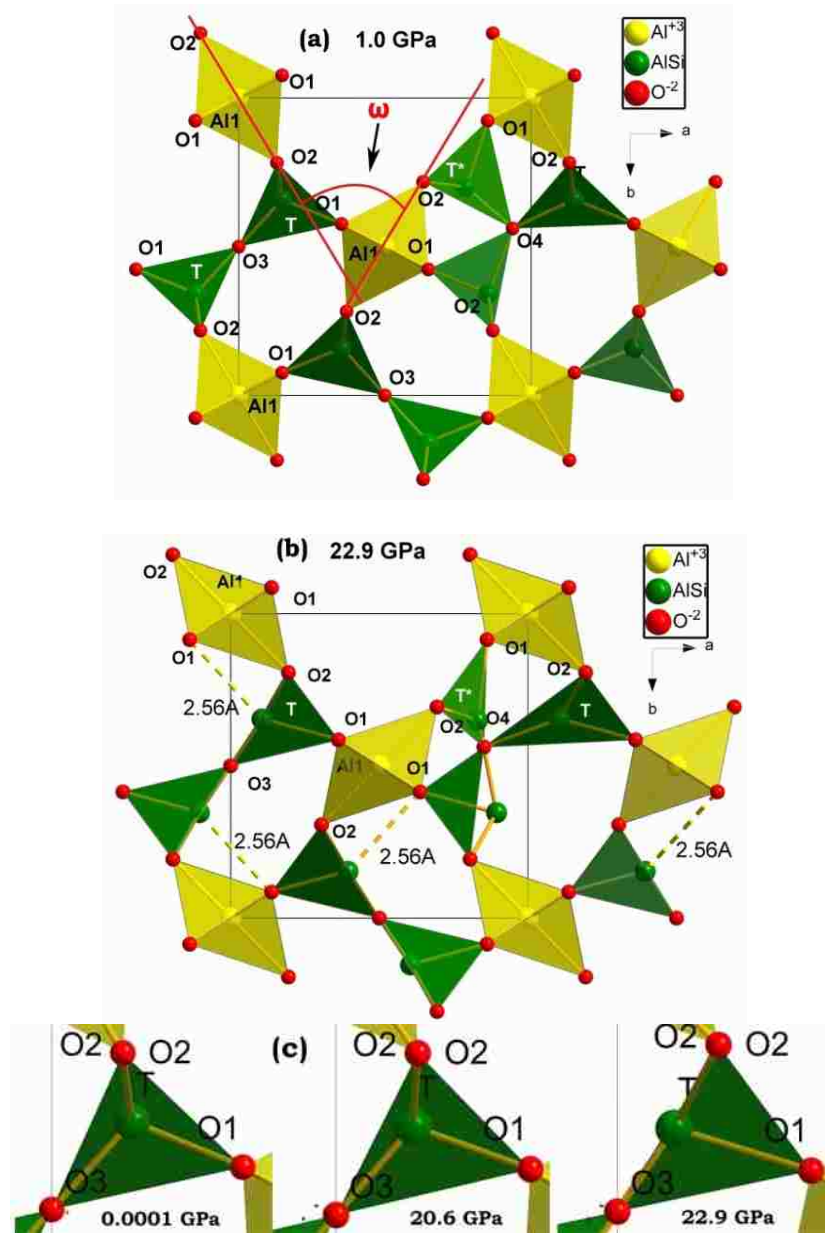 (a) 1.0 GPa
Al+3
AlSi
O-2
O2
O1
O1
Al1
ω
a
b
O1
O2
O2
T*
O2
T
O1
T
O1
O3
Al1
O1
O4
T
O2
O2
O2
O1
O3
Al1
(b) 22.9 GPa
Al+3
AlSi
O-2
O2
Al1
O1
O1
O1
a
b
O2
O2
T*
2.56A
T
O1
O2
O4
T
O3
Al1
O1
O2
2.56A
2.56A
2.56A
O2
O2
T
O1
O3
0.0001 GPa
(c)
O2
O2
T
O1
O3
20.6 GPa
O2
O2
T
O1
O3
22.9 GPa